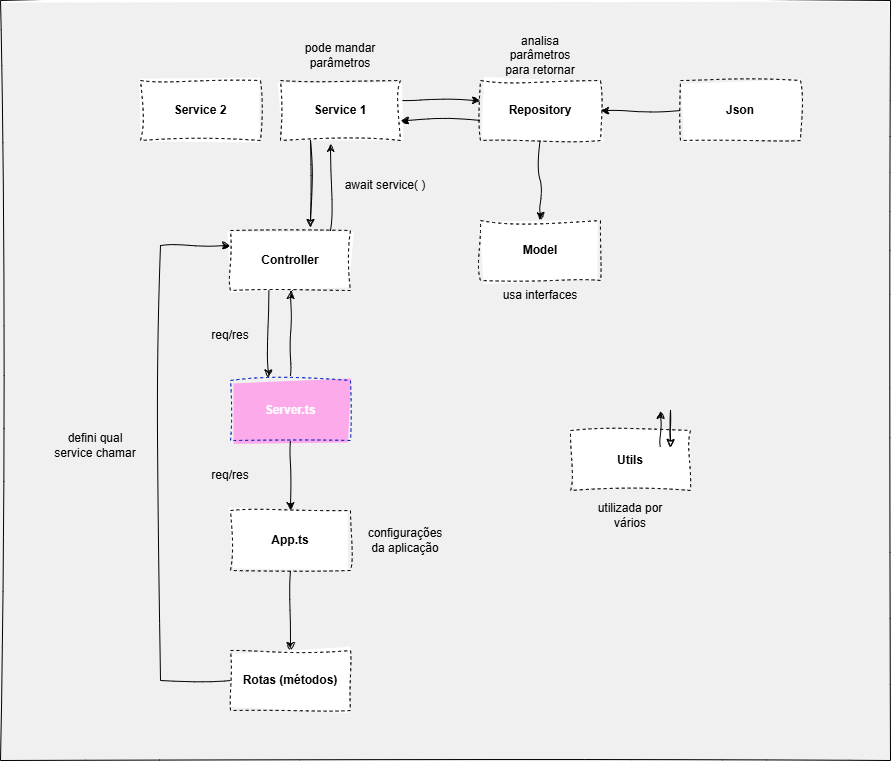 pode mandar
parâmetros
analisa
parâmetros
para retornar
Service 2
Service 1
Repository
Json
await service( )
Controller
Model
usa interfaces
req/res
Server.ts
defini qual
service chamar
Utils
req/res
utilizada por
vários
App.ts
configurações
da aplicação
Rotas (métodos)